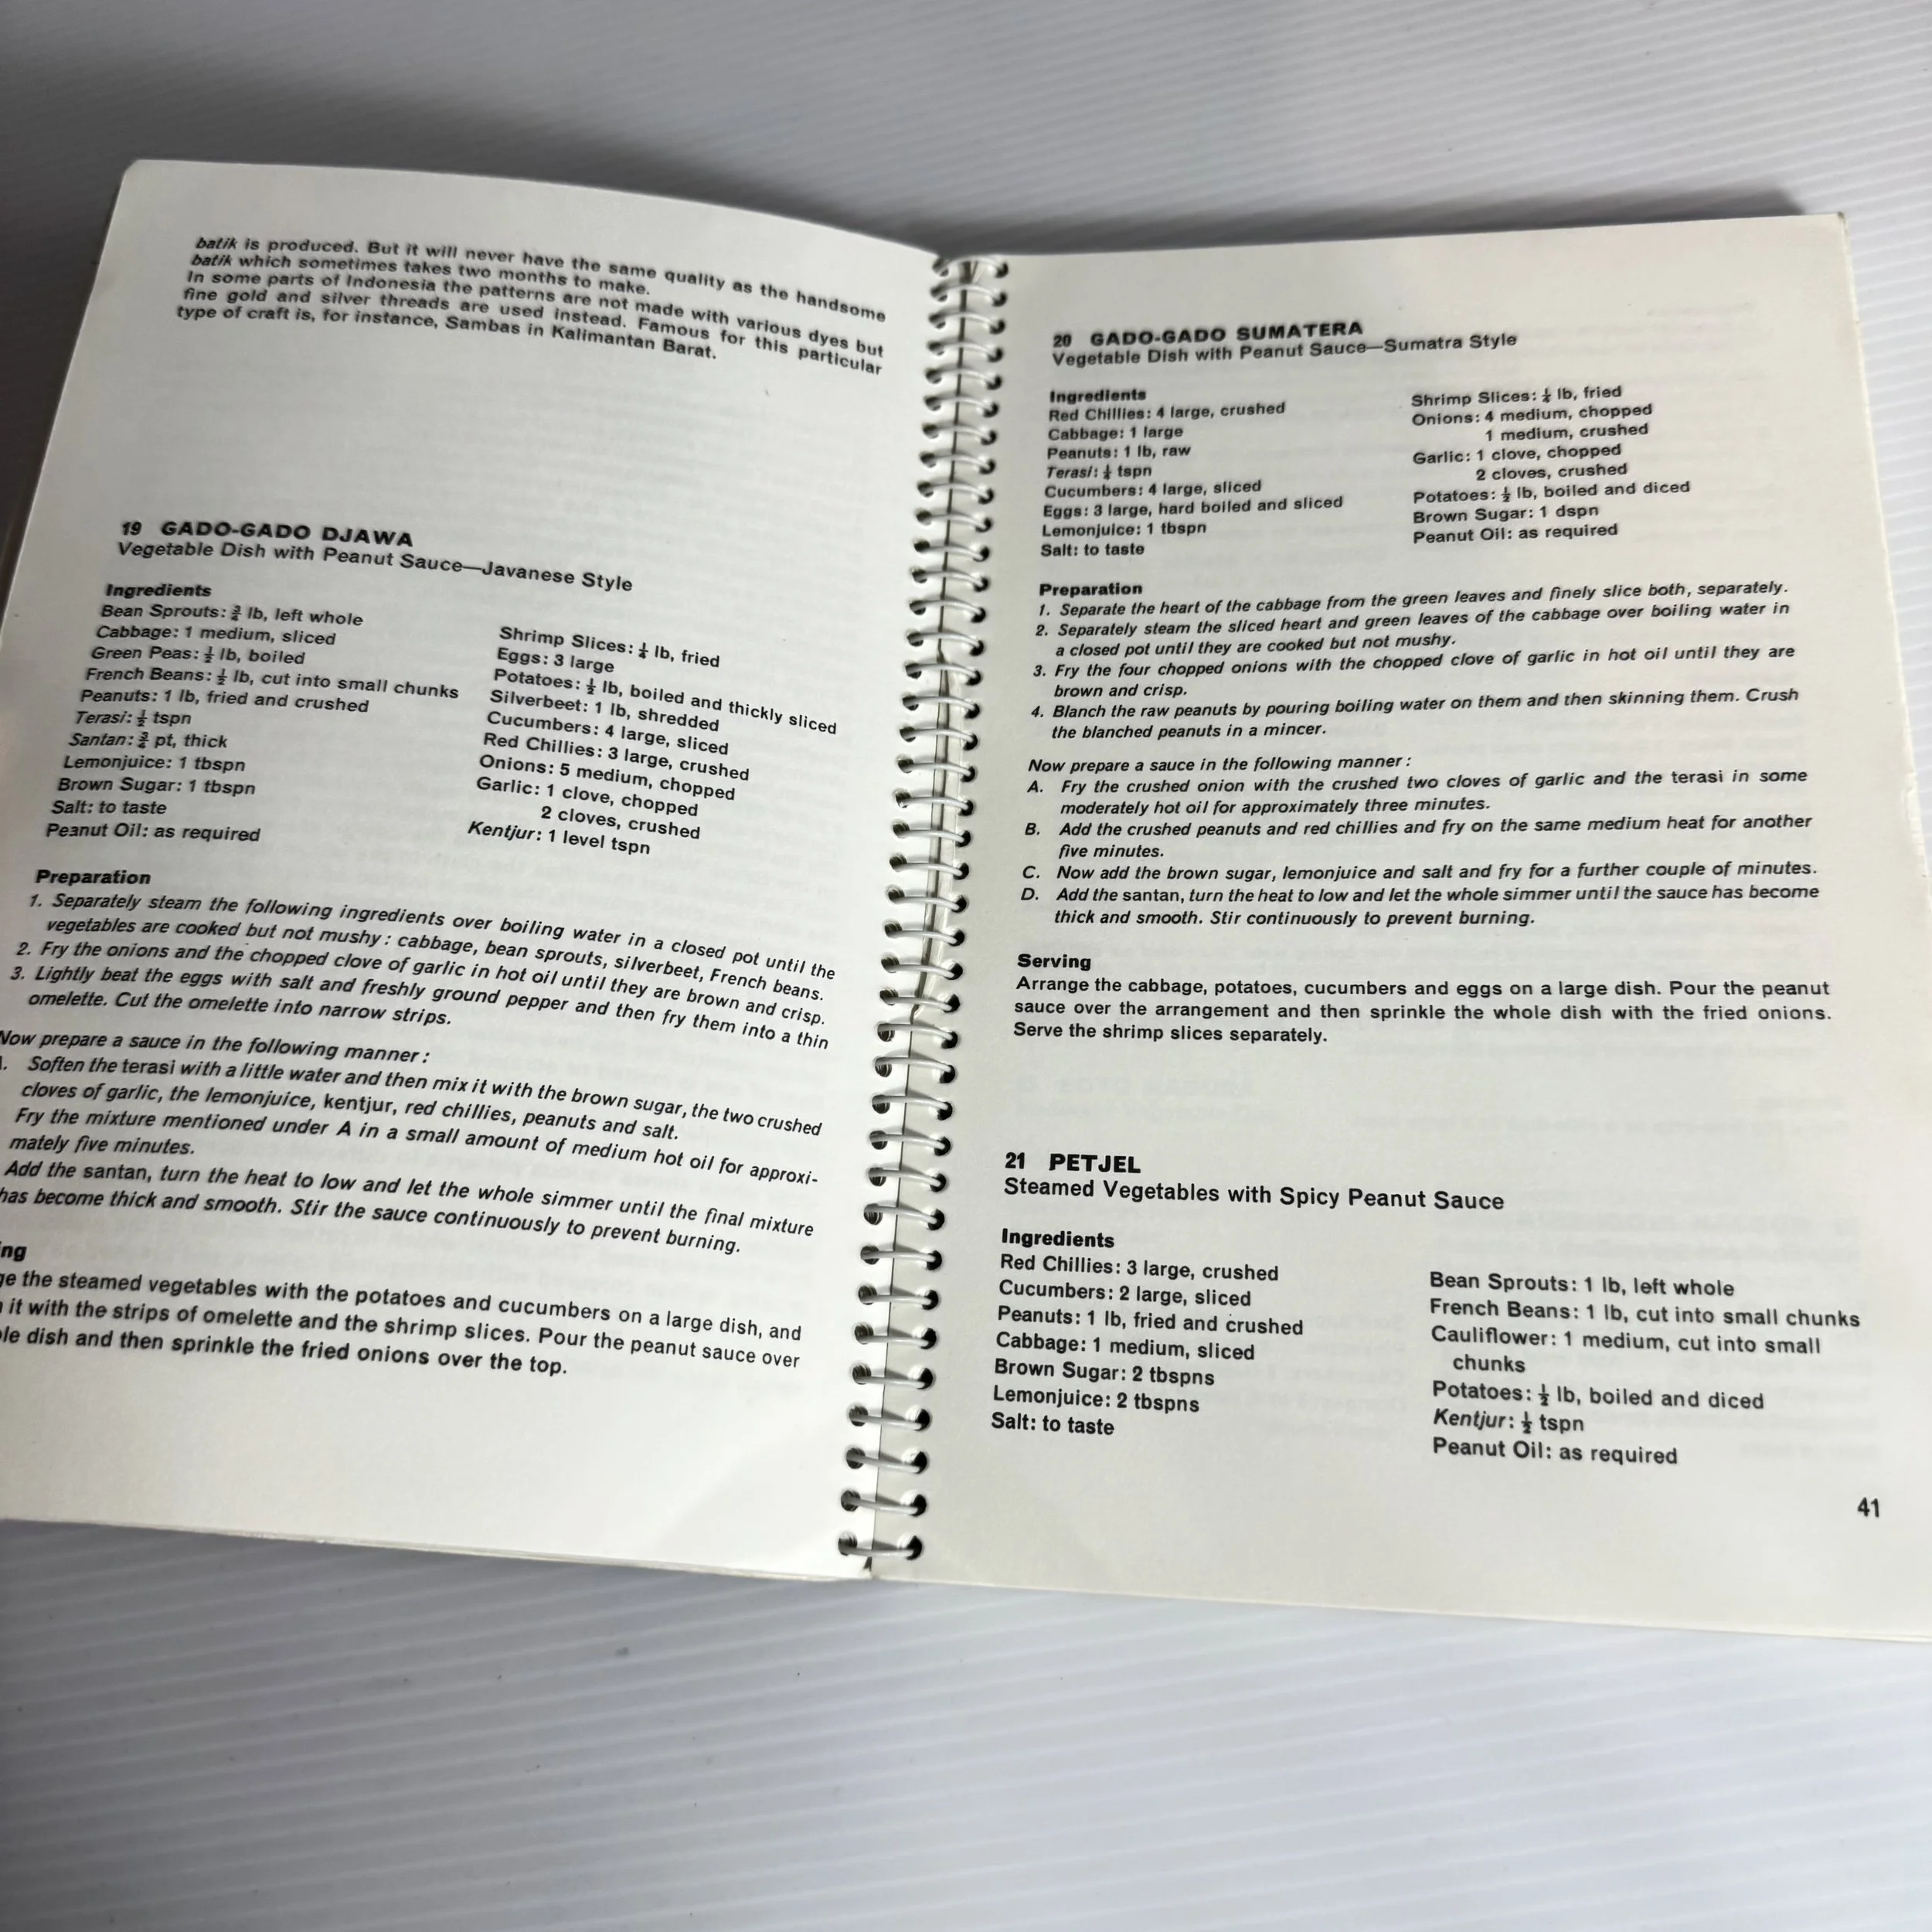 batik is produced. But it will never have the same quality as the handsome
batik which sometimes takes two months to make.
In some parts of Indonesia the patterns are not made with various dyes but
fine gold and silver threads are used instead. Famous for this particular
type of craft is, for instance, Sambas in Kalimantan Barat.
19 GADO-GADO DJAWA
Vegetable Dish with Peanut Sauce—Javanese Style
Ingredients
Bean Sprouts: ¾ lb, left whole
Cabbage: 1 medium, sliced
Green Peas: ½ lb, boiled
French Beans: ½ lb, cut into small chunks
Peanuts: 1 lb, fried and crushed
Terasi: ½ tspn
Santan: ¾ pt, thick
Lemonjuice: 1 tbspn
Brown Sugar: 1 tbspn
Salt: to taste
Peanut Oil: as required
Shrimp Slices: ¼ lb, fried
Eggs: 3 large
Potatoes: ½ lb, boiled and thickly sliced
Silverbeet: 1 lb, shredded
Cucumbers: 4 large, sliced
Red Chillies: 3 large, crushed
Onions: 5 medium, chopped
Garlic: 1 clove, chopped
2 cloves, crushed
Kentjur: 1 level tspn
Preparation
1. Separately steam the following ingredients over boiling water in a closed pot until the
vegetables are cooked but not mushy: cabbage, bean sprouts, silverbeet, French beans.
2. Fry the onions and the chopped clove of garlic in hot oil until they are brown and crisp.
3. Lightly beat the eggs with salt and freshly ground pepper and then fry them into a thin
omelette. Cut the omelette into narrow strips.
Now prepare a sauce in the following manner:
Soften the terasi with a little water and then mix it with the brown sugar, the two crushed
cloves of garlic, the lemonjuice, kentjur, red chillies, peanuts and salt.
Fry the mixture mentioned under A in a small amount of medium hot oil for approxi-
mately five minutes.
Add the santan, turn the heat to low and let the whole simmer until the final mixture
has become thick and smooth. Stir the sauce continuously to prevent burning.
ng
ge the steamed vegetables with the potatoes and cucumbers on a large dish, and
it with the strips of omelette and the shrimp slices. Pour the peanut sauce over
le dish and then sprinkle the fried onions over the top.
20 GADO-GADO SUMATERA
Vegetable Dish with Peanut Sauce—Sumatra Style
Ingredients
Red Chillies: 4 large, crushed
Cabbage: 1 large
Peanuts: 1 lb, raw
Terasi: ¼ tspn
Cucumbers: 4 large, sliced
Eggs: 3 large, hard boiled and sliced
Lemonjuice: 1 tbspn
Salt: to taste
Shrimp Slices: ¼ lb, fried
Onions: 4 medium, chopped
1 medium, crushed
Garlic: 1 clove, chopped
2 cloves, crushed
Potatoes: ½ lb, boiled and diced
Brown Sugar: 1 dspn
Peanut Oil: as required
Preparation
1. Separate the heart of the cabbage from the green leaves and finely slice both, separately.
2. Separately steam the sliced heart and green leaves of the cabbage over boiling water in
a closed pot until they are cooked but not mushy.
3. Fry the four chopped onions with the chopped clove of garlic in hot oil until they are
brown and crisp.
4. Blanch the raw peanuts by pouring boiling water on them and then skinning them. Crush
the blanched peanuts in a mincer.
Now prepare a sauce in the following manner:
A. Fry the crushed onion with the crushed two cloves of garlic and the terasi in some
moderately hot oil for approximately three minutes.
B. Add the crushed peanuts and red chillies and fry on the same medium heat for another
five minutes.
C. Now add the brown sugar, lemonjuice and salt and fry for a further couple of minutes.
D. Add the santan, turn the heat to low and let the whole simmer until the sauce has become
thick and smooth. Stir continuously to prevent burning.
Serving
Arrange the cabbage, potatoes, cucumbers and eggs on a large dish. Pour the peanut
sauce over the arrangement and then sprinkle the whole dish with the fried onions.
Serve the shrimp slices separately.
21 PETJEL
Steamed Vegetables with Spicy Peanut Sauce
Ingredients
Red Chillies: 3 large, crushed
Cucumbers: 2 large, sliced
Peanuts: 1 lb, fried and crushed
Cabbage: 1 medium, sliced
Brown Sugar: 2 tbspns
Lemonjuice: 2 tbspns
Salt: to taste
Bean Sprouts: 1 lb, left whole
French Beans: 1 lb, cut into small chunks
Cauliflower: 1 medium, cut into small
chunks
Potatoes: ½ lb, boiled and diced
Kentjur: ½ tspn
Peanut Oil: as required
41